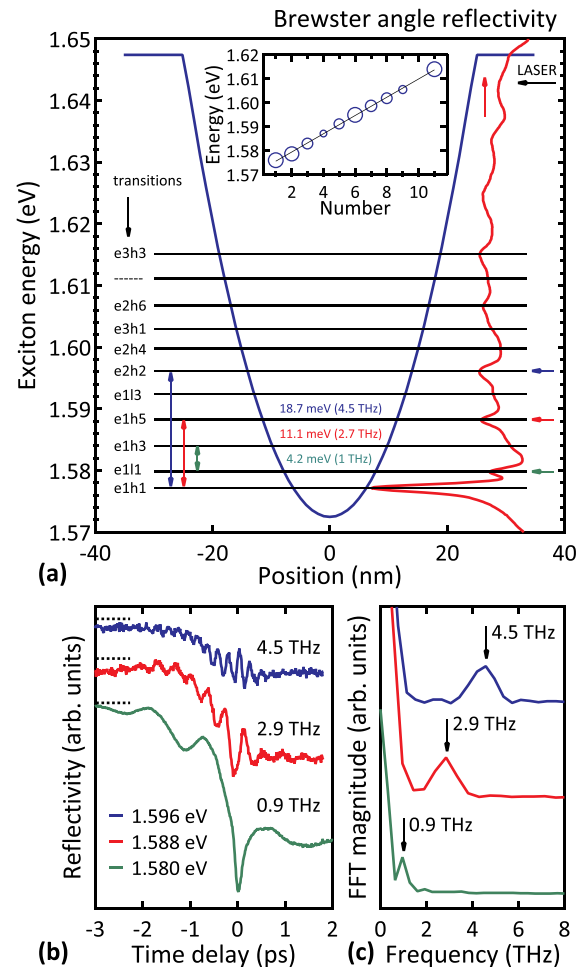 Brewster angle reflectivity
1.65
1.64
1.63
1.62
1.61
1.60
1.59
1.58
1.57
Exciton energy (eV)
1.62
1.61
1.60
1.59
1.58
1.57
Energy (eV)
2 4 6 8 10
Number
LASER
transitions
e3h3
------
e2h6
e3h1
e2h4
e2h2
e1l3
e1h5
e1h3
e1l1
e1h1
18.7 meV (4.5 THz)
11.1 meV (2.7 THz)
4.2 meV (1 THz)
-40 -20 0 20 40
(a) Position (nm)
Reflectivity (arb. units)
4.5 THz
2.9 THz
0.9 THz
1.596 eV
1.588 eV
1.580 eV
-3 -2 -1 0 1 2
(b) Time delay (ps)
FFT magnitude (arb. units)
4.5 THz
2.9 THz
0.9 THz
0 2 4 6 8
(c) Frequency (THz)